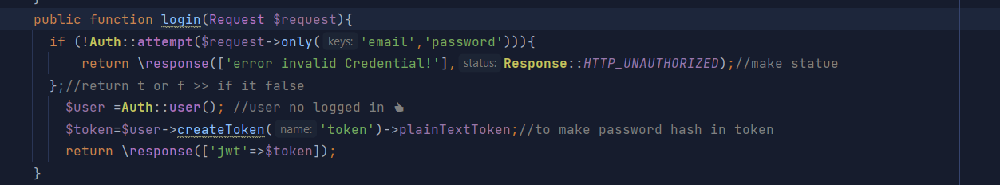 }
public function login(Request $request){
if (!Auth::attempt($request->only( keys: 'email','password'))){
return \response(['error invalid Credential!'], status: Response::HTTP_UNAUTHORIZED);//make statue
};//return t or f >> if it false
$user =Auth::user(); //user no logged in 👆
$token=$user->createToken( name: 'token')->plainTextToken;//to make password hash in token
return \response(['jwt'=>$token]);
}